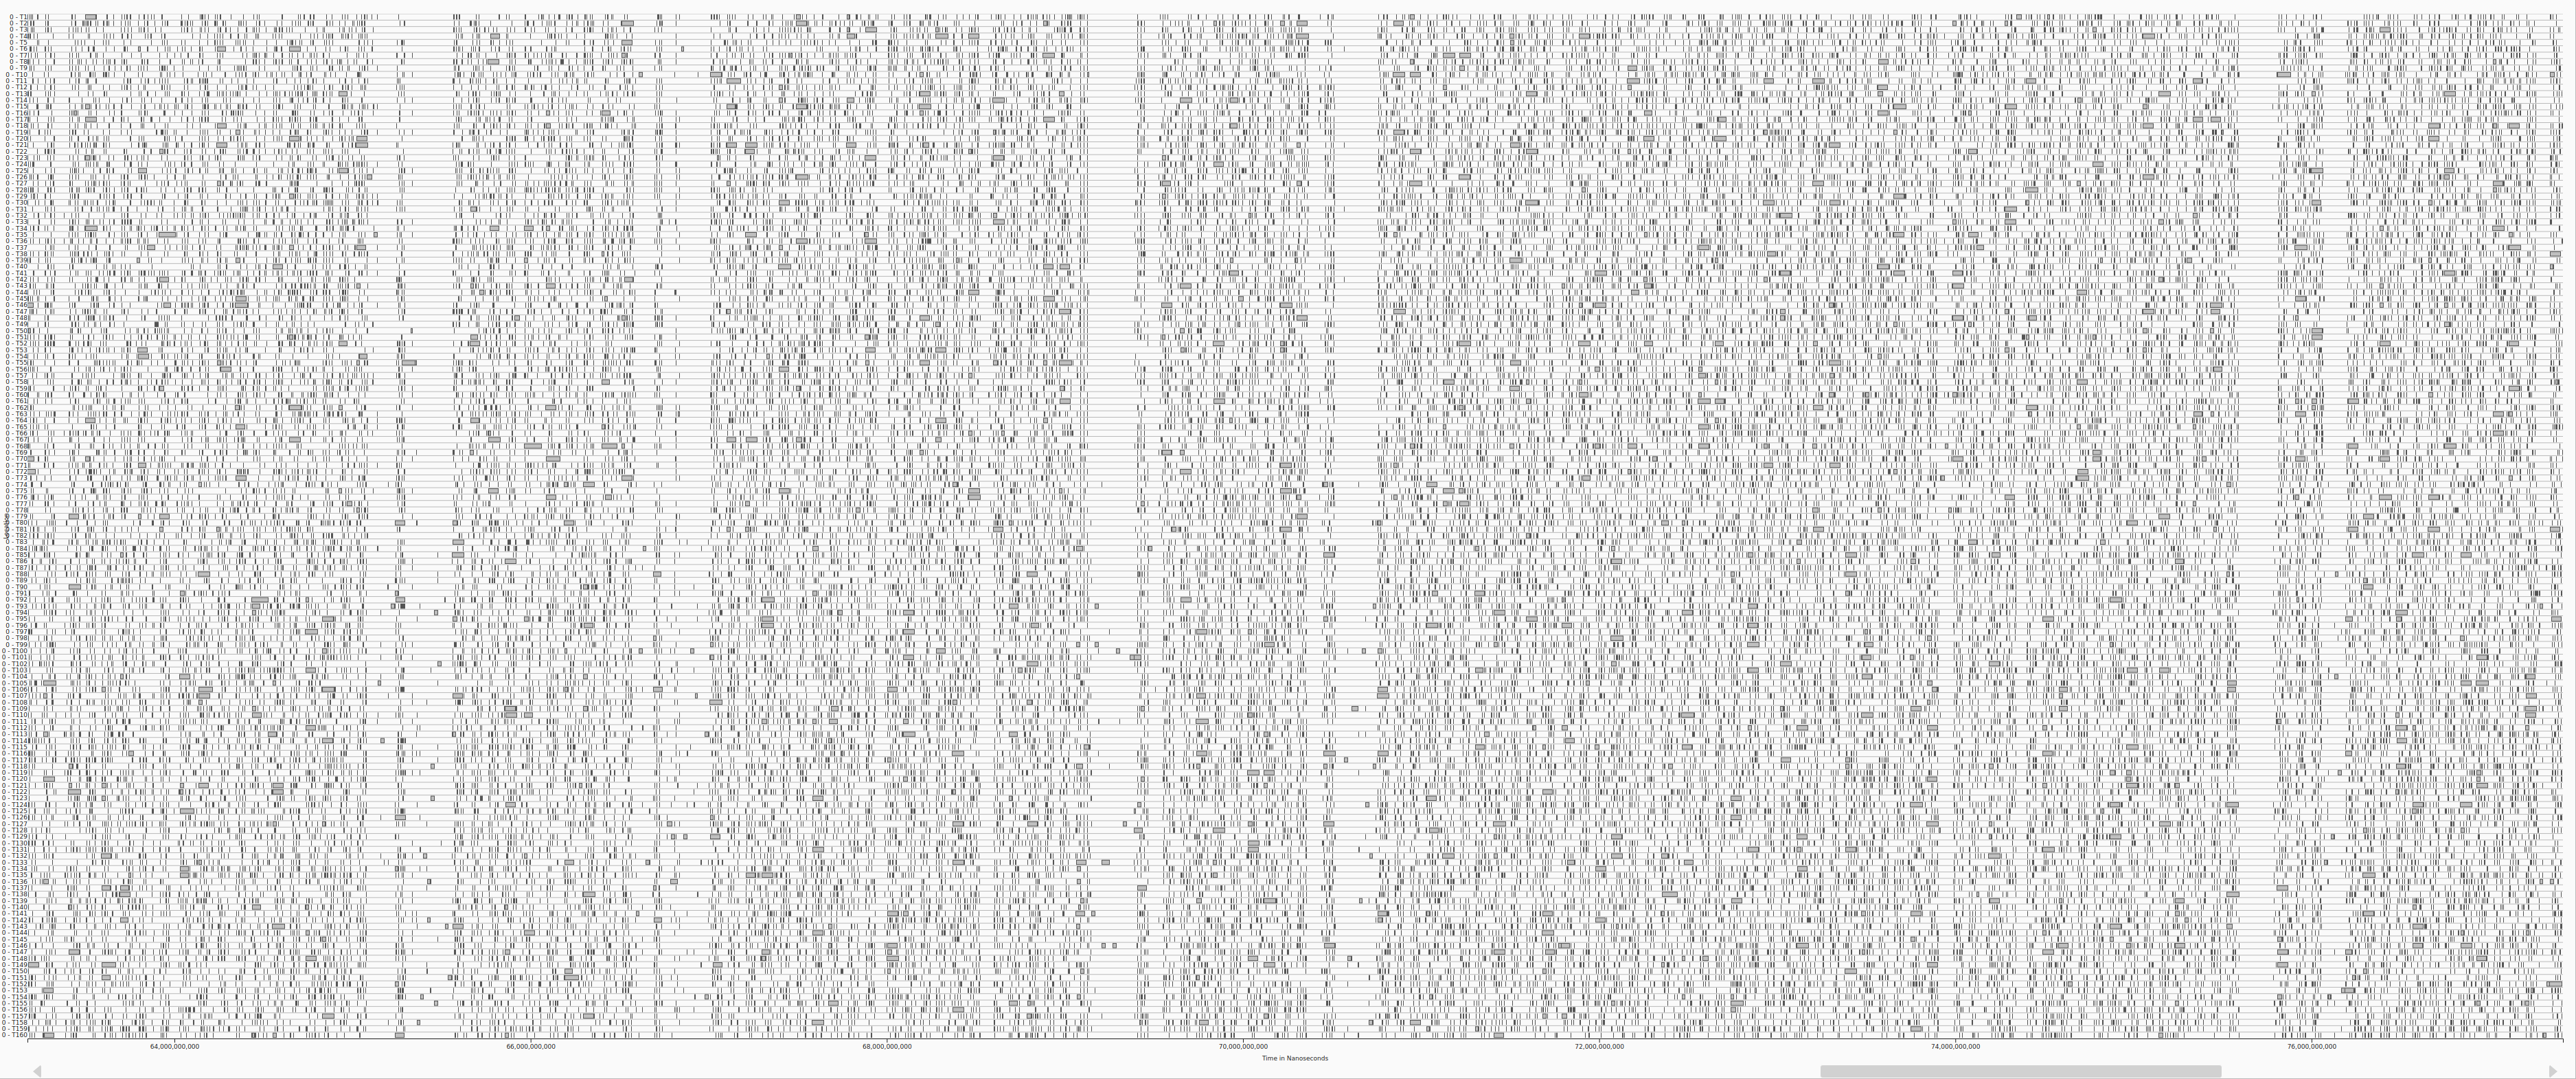 0 - T1
0 - T2
0 - T3
0 - T4
0 - T5
0 - T6
0 - T7
0 - T8
0 - T9
0 - T10
0 - T11
0 - T12
0 - T13
0 - T14
0 - T15
0 - T16
0 - T17
0 - T18
0 - T19
0 - T20
0 - T21
0 - T22
0 - T23
0 - T24
0 - T25
0 - T26
0 - T27
0 - T28
0 - T29
0 - T30
0 - T31
0 - T32
0 - T33
0 - T34
0 - T35
0 - T36
0 - T37
0 - T38
0 - T39
0 - T40
0 - T41
0 - T42
0 - T43
0 - T44
0 - T45
0 - T46
0 - T47
0 - T48
0 - T49
0 - T50
0 - T51
0 - T52
0 - T53
0 - T54
0 - T55
0 - T56
0 - T57
0 - T58
0 - T59
0 - T60
0 - T61
0 - T62
0 - T63
0 - T64
0 - T65
0 - T66
0 - T67
0 - T68
0 - T69
0 - T70
0 - T71
0 - T72
0 - T73
0 - T74
0 - T75
0 - T76
0 - T77
0 - T78
0 - T79
0 - T80
0 - T81
0 - T82
0 - T83
0 - T84
0 - T85
0 - T86
0 - T87
0 - T88
0 - T89
0 - T90
0 - T91
0 - T92
0 - T93
0 - T94
0 - T95
0 - T96
0 - T97
0 - T98
0 - T99
0 - T100
0 - T101
0 - T102
0 - T103
0 - T104
0 - T105
0 - T106
0 - T107
0 - T108
0 - T109
0 - T110
0 - T111
0 - T112
0 - T113
0 - T114
0 - T115
0 - T116
0 - T117
0 - T118
0 - T119
0 - T120
0 - T121
0 - T122
0 - T123
0 - T124
0 - T125
0 - T126
0 - T127
0 - T128
0 - T129
0 - T130
0 - T131
0 - T132
0 - T133
0 - T134
0 - T135
0 - T136
0 - T137
0 - T138
0 - T139
0 - T140
0 - T141
0 - T142
0 - T143
0 - T144
0 - T145
0 - T146
0 - T147
0 - T148
0 - T149
0 - T150
0 - T151
0 - T152
0 - T153
0 - T154
0 - T155
0 - T156
0 - T157
0 - T158
0 - T159
0 - T160
64,000,000,000 66,000,000,000 68,000,000,000 70,000,000,000 72,000,000,000 74,000,000,000 76,000,000,000
Time in Nanoseconds